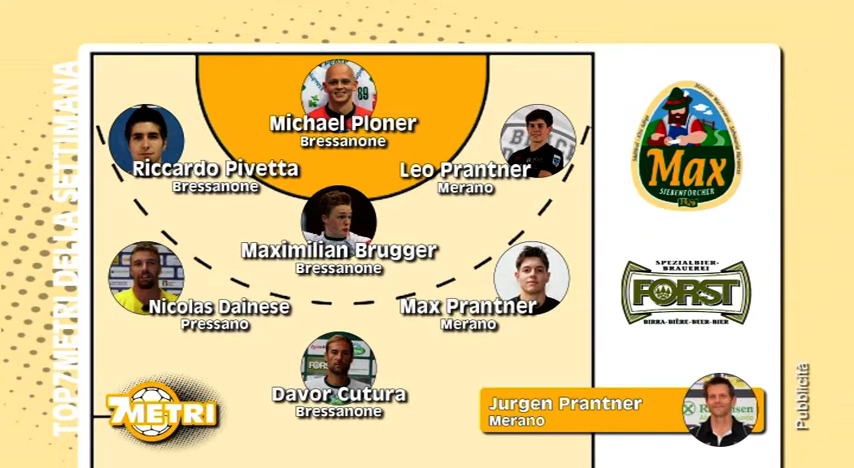 TOP7METRI DELLA SETTIMANA
Michael Ploner
Bressanone
Riccardo Pivetta
Bressanone
Leo Prantner
Merano
Maximilian Brugger
Bressanone
Nicolas Dainese
Pressano
Max Prantner
Merano
Davor Cutura
Bressanone
7METRI
Jurgen Prantner
Merano
Max
SIEBENFÖRCHER
SPEZIALBIER-
BRAUEREI
FORST
BIRRA-BIÈRE-BEER-BIER
Pubblicità